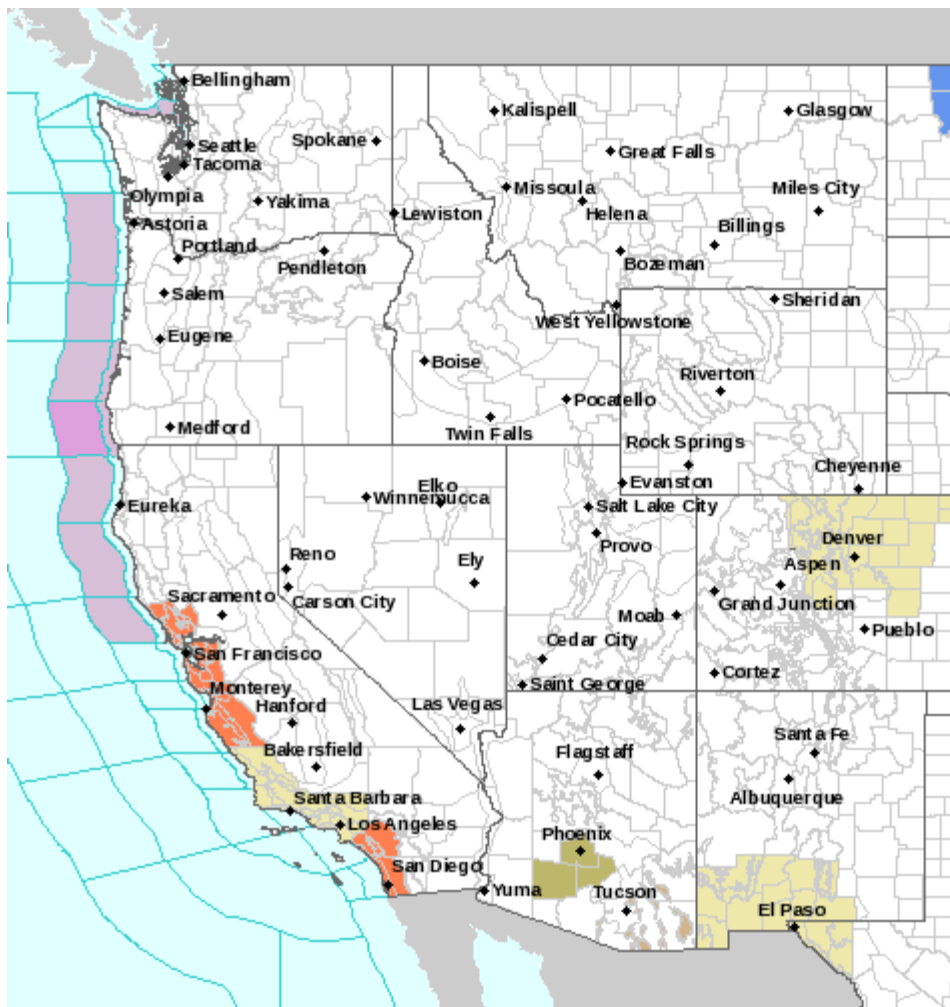 Bellingham
Kalispell
Glasgow
Seattle
Spokane
Great Falls
Tacoma
Olympia
Missoula
Miles City
Yakima
Helena
Lewiston
Astoria
Billings
Portland
Pendleton
Bozeman
Salem
Sheridan
West Yellowstone
Eugene
Boise
Riverton
Pocatello
Medford
Twin Falls
Rock Springs
Cheyenne
Elko
Evanston
Winnemucca
Eureka
Salt Lake City
Denver
Provo
Reno
Ely
Aspen
Sacramento
Carson City
Grand Junction
Moab
Pueblo
Cedar City
San Francisco
Cortez
Saint George
Monterey
Hanford
Las Vegas
Santa Fe
Bakersfield
Flagstaff
Santa Barbara
Albuquerque
Los Angeles
Phoenix
San Diego
Yuma
Tucson
El Paso